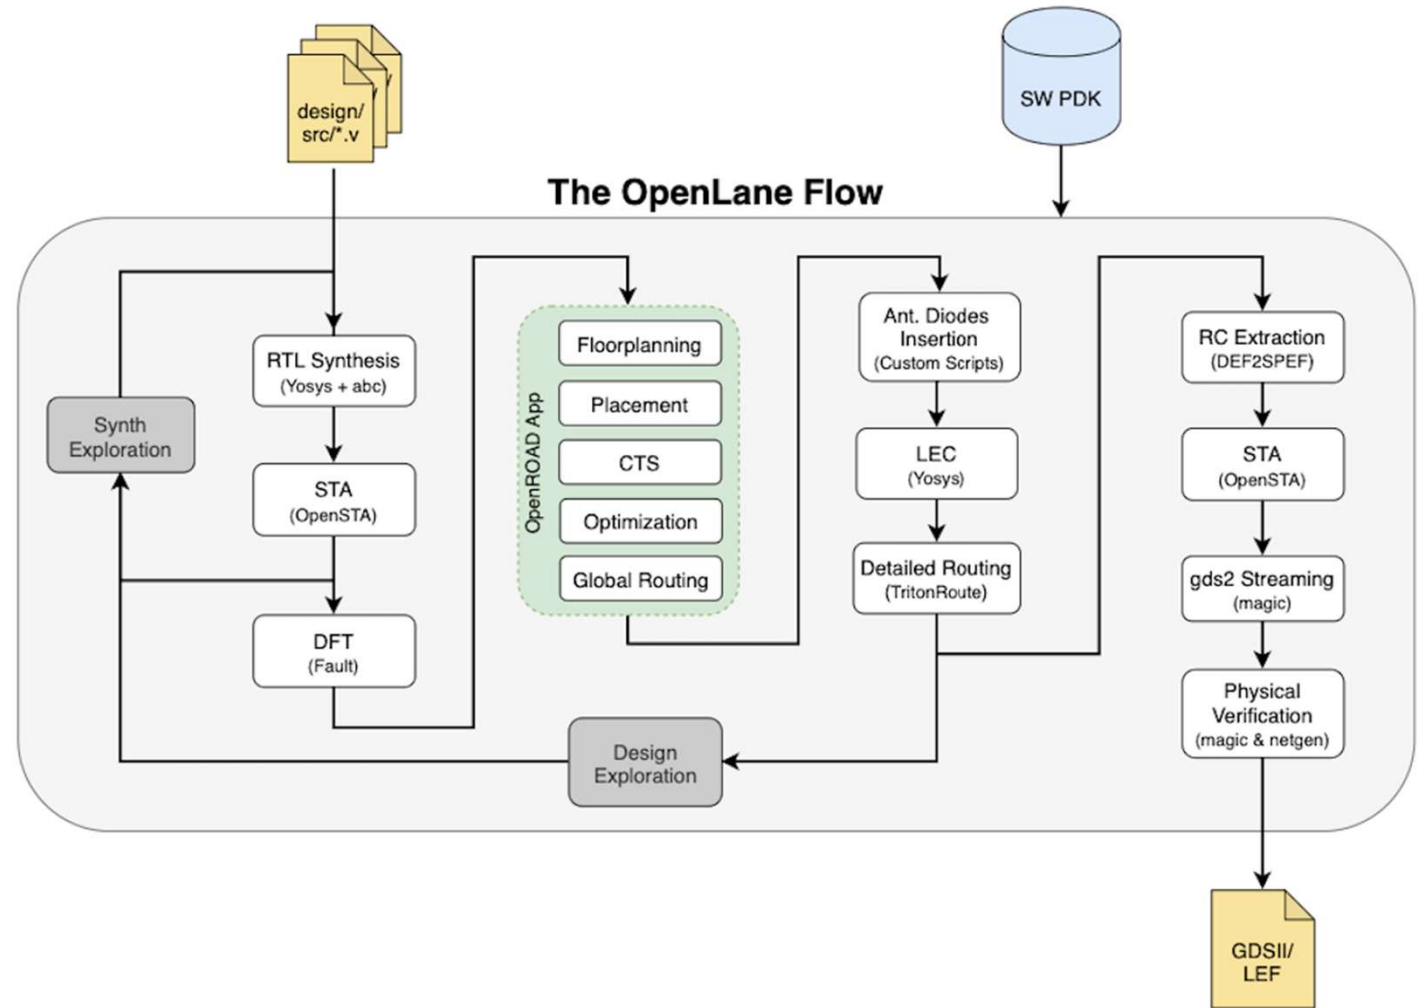 design/
src/*.v
SW PDK
The OpenLane Flow
RTL Synthesis
(Yosys + abc)
Synth
Exploration
STA
(OpenSTA)
DFT
(Fault)
OpenROAD App
Floorplanning
Placement
CTS
Optimization
Global Routing
Design
Exploration
Ant. Diodes
Insertion
(Custom Scripts)
LEC
(Yosys)
Detailed Routing
(TritonRoute)
RC Extraction
(DEF2SPEF)
STA
(OpenSTA)
gds2 Streaming
(magic)
Physical
Verification
(magic & netgen)
GDSII/
LEF